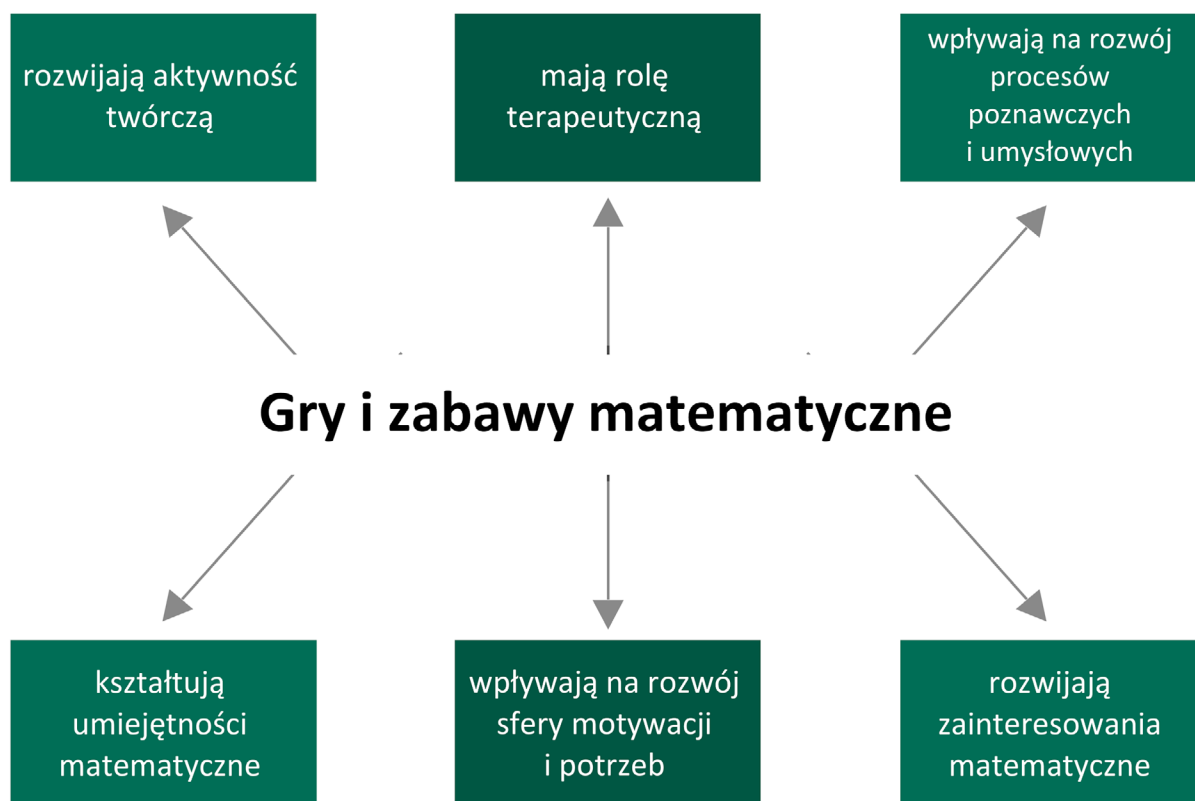 rozwijają aktywność
twórczą
mają rolę
terapeutyczną
wpływają na rozwój
procesów
poznawczych
i umysłowych
Gry i zabawy matematyczne
kształtują
umiejętności
matematyczne
wpływają na rozwój
sfery motywacji
i potrzeb
rozwijają
zainteresowania
matematyczne